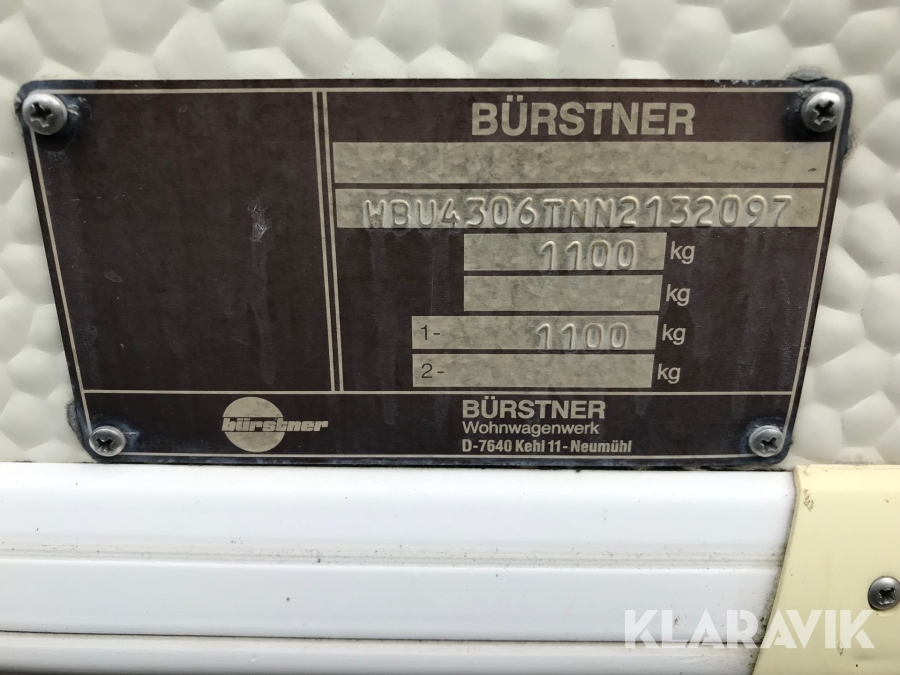 BÜRSTNER
WBU4306TNN2132097
1100 kg
kg
1- 1100 kg
2- kg
bürstner
BÜRSTNER
Wohnwagenwerk
D-7640 Kehl 11-Neumühl
KLARAVIK